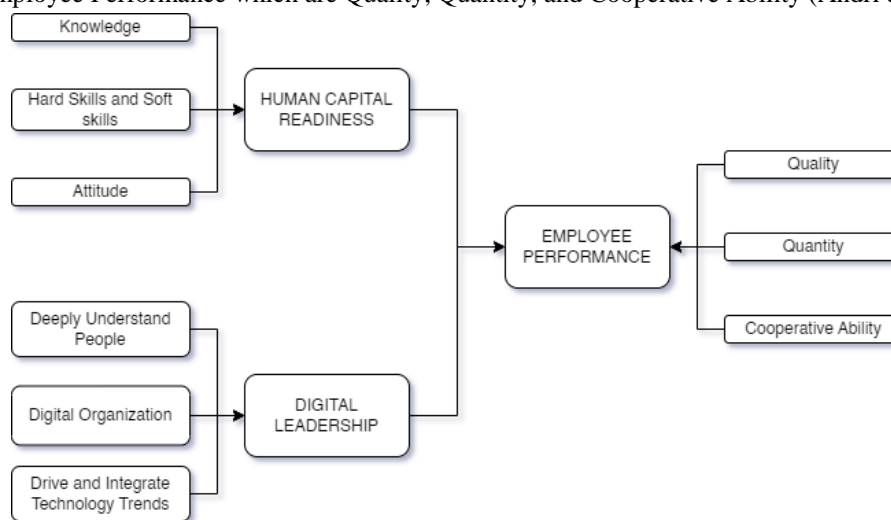 Employee Performance which are Quality, Quantity, and Cooperative Ability (Andri
Knowledge
Hard Skills and Soft
skills
Attitude
HUMAN CAPITAL
READINESS
Deeply Understand
People
Digital Organization
Drive and Integrate
Technology Trends
DIGITAL
LEADERSHIP
EMPLOYEE
PERFORMANCE
Quality
Quantity
Cooperative Ability